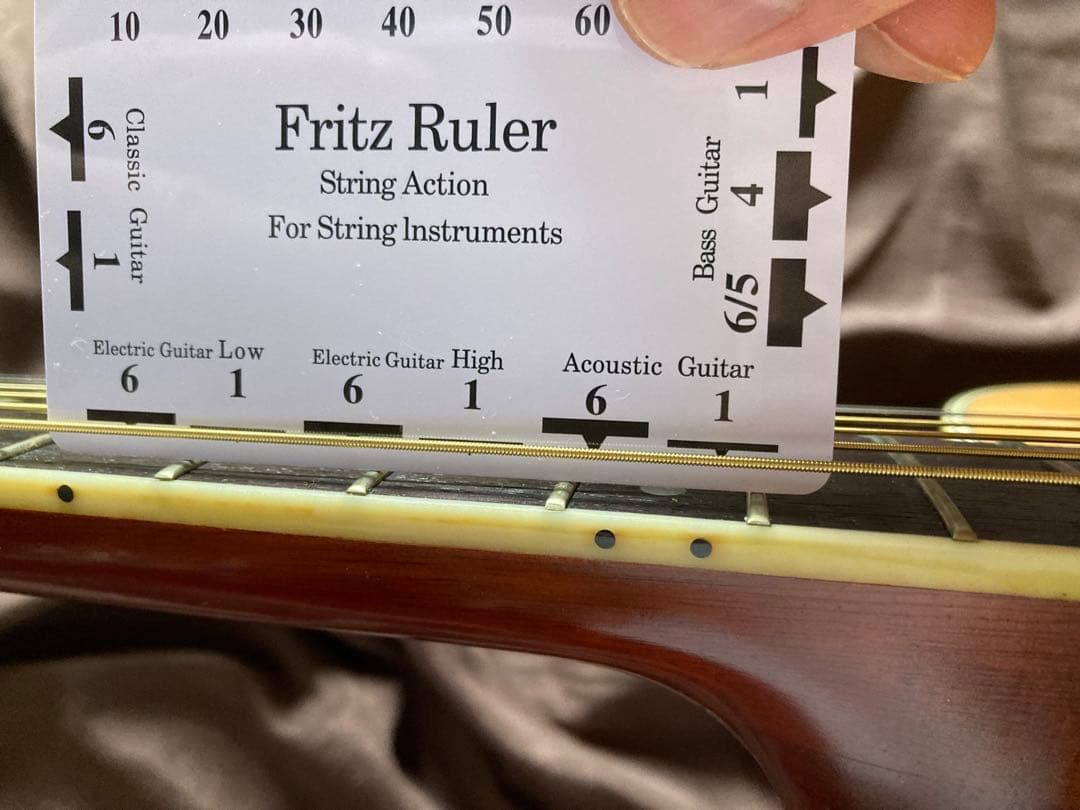 10 20 30 40 50 60
Fritz Ruler
String Action
For String Instruments
Classic Guitar
6
1
Bass Guitar
1
4
6/5
Electric Guitar Low
6 1
Electric Guitar High
6 1
Acoustic Guitar
6 1